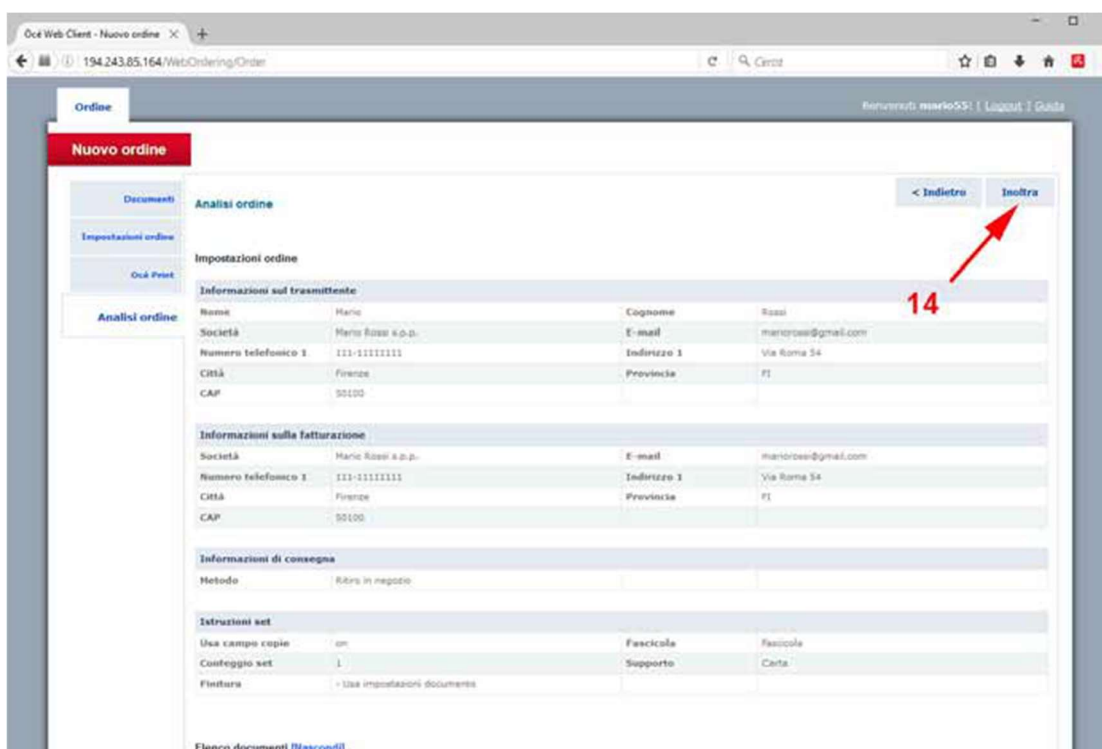 Océ Web Client - Nuovo ordine × +
194.243.85.164/WebOrdering/Order Cerca
Ordine Benvenuti mario55! | Logout | Guida
Nuovo ordine
Documenti Analisi ordine < Indietro Inoltra
Impostazioni ordine
Impostazioni ordine
Océ Print
Informazioni sul trasmittente 14
Analisi ordine
Nome Mario Cognome Rossi
Società Mario Rossi s.p.p. E-mail mariorossi@gmail.com
Numero telefonico 1 111-11111111 Indirizzo 1 Via Roma 54
Città Firenze Provincia FI
CAP 50100
Informazioni sulla fatturazione
Società Mario Rossi s.p.p. E-mail mariorossi@gmail.com
Numero telefonico 1 111-11111111 Indirizzo 1 Via Roma 54
Città Firenze Provincia FI
CAP 50100
Informazioni di consegna
Metodo Ritiro in negozio
Istruzioni set
Usa campo copie on Fascicola Fascicola
Conteggio set 1 Supporto Carta
Finitura - Usa impostazioni documento
Elenco documenti [Nascondi]